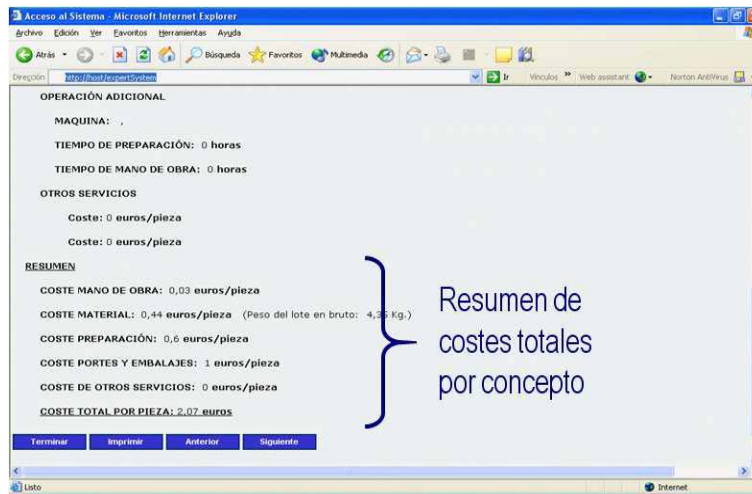 Acceso al Sistema - Microsoft Internet Explorer
Archivo Edición Ver Favoritos Herramientas Ayuda
Atrás Búsqueda Favoritos Multimedia
Dirección http://host/expertSystem Ir Vínculos » Web assistant Norton AntiVirus
OPERACIÓN ADICIONAL
MAQUINA: ,
TIEMPO DE PREPARACIÓN: 0 horas
TIEMPO DE MANO DE OBRA: 0 horas
OTROS SERVICIOS
Coste: 0 euros/pieza
Coste: 0 euros/pieza
RESUMEN
COSTE MANO DE OBRA: 0,03 euros/pieza
COSTE MATERIAL: 0,44 euros/pieza (Peso del lote en bruto: Kg.)
COSTE PREPARACIÓN: 0,6 euros/pieza
COSTE PORTES Y EMBALAJES: 1 euros/pieza
COSTE DE OTROS SERVICIOS: 0 euros/pieza
COSTE TOTAL POR PIEZA: 2,07 euros
Resumen de
costes totales
por concepto
Terminar Imprimir Anterior Siguiente
Listo Internet